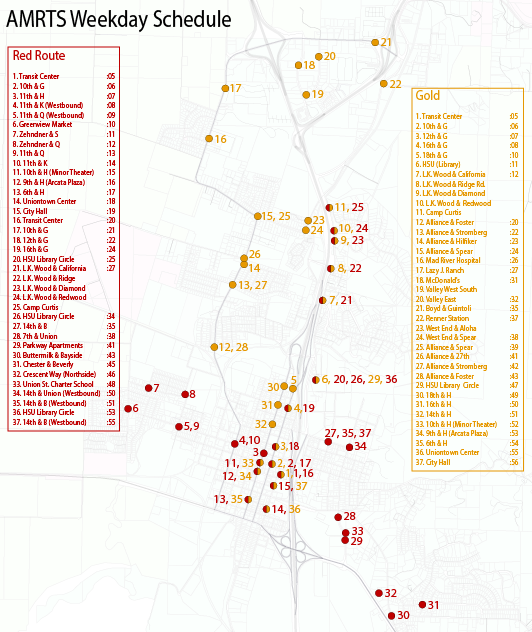 AMRTS Weekday Schedule
Red Route
1. Transit Center :05
2. 10th & G :06
3. 11th & H :07
4. 11th & K (Westbound) :08
5. 11th & Q (Westbound) :09
6. Greenview Market :10
7. Zehndner & S :11
8. Zehndner & Q :12
9. 11th & Q :13
10. 11th & K :14
11. 10th & H (Minor Theater) :15
12. 9th & H (Arcata Plaza) :16
13. 6th & H :17
14. Uniontown Center :18
15. City Hall :19
16. Transit Center :20
17. 10th & G :21
18. 12th & G :22
19. 16th & G :24
20. HSU Library Circle :25
21. L.K. Wood & California :27
22. L.K. Wood & Ridge
23. L.K. Wood & Diamond
24. L.K. Wood & Redwood
25. Camp Curtis
26. HSU Library Circle :34
27. 14th & B :35
28. 7th & Union :38
29. Parkway Apartments :41
30. Buttermilk & Bayside :43
31. Chester & Beverly :45
32. Crescent Way (Northside) :46
33. Union St. Charter School :48
34. 14th & Union (Westbound) :50
35. 14th & B (Westbound) :51
36. HSU Library Circle :53
37. 14th & B (Westbound) :55
Gold
1. Transit Center :05
2. 10th & G :06
3. 12th & G :07
4. 16th & G :08
5. 18th & G :10
6. HSU (Library) :11
7. L.K. Wood & California :12
8. L.K. Wood & Ridge Rd.
9. L.K. Wood & Diamond
10. L.K. Wood & Redwood
11. Camp Curtis
12. Alliance & Foster :20
13. Alliance & Stromberg :22
14. Alliance & Hilfiker :23
15. Alliance & Spear :24
16. Mad River Hospital :26
17. Lazy J. Ranch :27
18. McDonald's :31
19. Valley West South
20. Valley East :32
21. Boyd & Guintoli :35
22. Renner Station :37
23. West End & Aloha
24. West End & Spear :38
25. Alliance & Spear :39
26. Alliance & 27th :41
27. Alliance & Stromberg :42
28. Alliance & Foster :43
29. HSU Library Circle :47
30. 18th & H :49
31. 16th & H :50
32. 14th & H :51
33. 10th & H (Minor Theater) :52
34. 9th & H (Arcata Plaza) :53
35. 6th & H :54
36. Uniontown Center :55
37. City Hall :56
21
20
18
22
17
19
16
11, 25
15, 25
23
24
10, 24
9, 23
26
14
8, 22
13, 27
7, 21
12, 28
6, 20, 26, 29, 36
5
30
7
8
31
4, 19
6
32
5, 9
27, 35, 37
4, 10
3, 18
34
3
11, 33
2, 2, 17
12, 34
1, 1, 16
15, 37
13, 35
14, 36
28
33
29
32
31
30